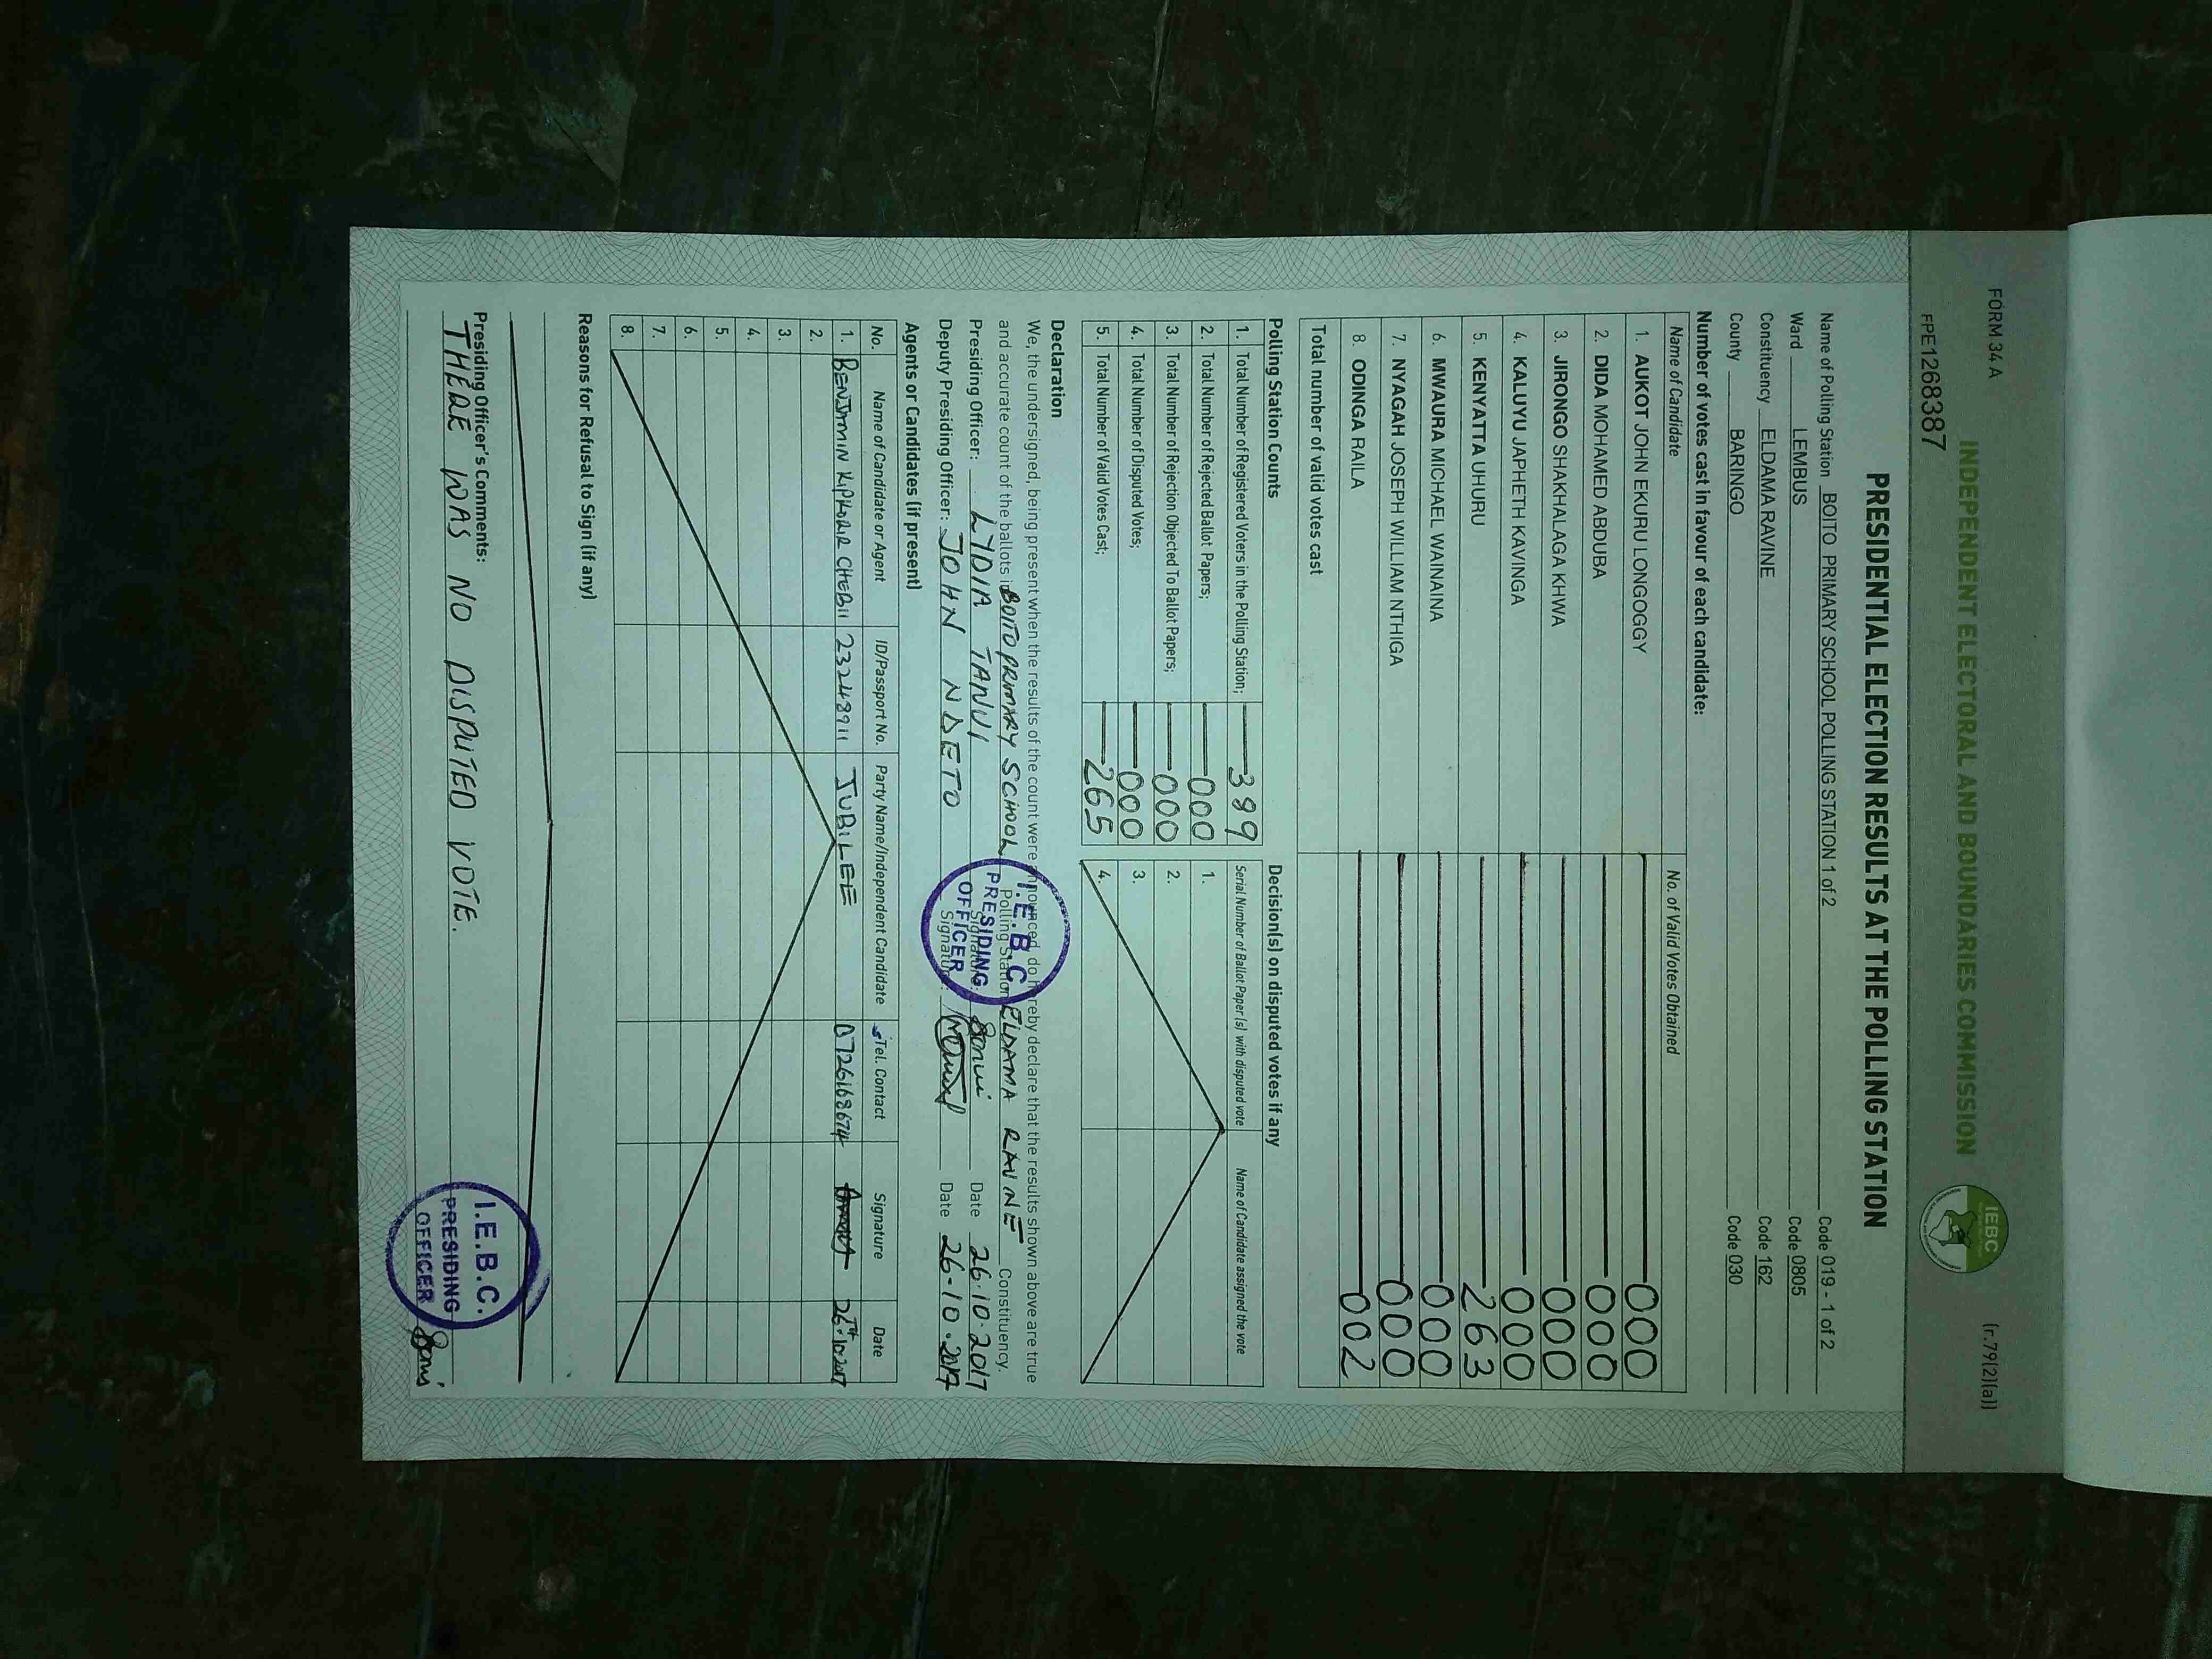 FORM 34A
(r.79(2)(a))
INDEPENDENT ELECTORAL AND BOUNDARIES COMMISSION
IEBC
FPE1268387
PRESIDENTIAL ELECTION RESULTS AT THE POLLING STATION
Name of Polling Station BOITO PRIMARY SCHOOL POLLING STATION 1 of 2 Code 019 - 1 of 2
Ward LEMBUS Code 0805
Constituency ELDAMA RAVINE Code 162
County BARINGO Code 030
Number of votes cast in favour of each candidate:
Name of Candidate No. of Valid Votes Obtained
1. AUKOT JOHN EKURU LONGOGGY 000
2. DIDA MOHAMED ABDUBA 000
3. JIRONGO SHAKHALAGA KHWA 000
4. KALUYU JAPHETH KAVINGA 000
5. KENYATTA UHURU 263
6. MWAURA MICHAEL WAINAINA 000
7. NYAGAH JOSEPH WILLIAM NTHIGA 000
8. ODINGA RAILA 002
Total number of valid votes cast
Polling Station Counts
1. Total Number of Registered Voters in the Polling Station; 399
2. Total Number of Rejected Ballot Papers; 000
3. Total Number of Rejection Objected To Ballot Papers; 000
4. Total Number of Disputed Votes; 000
5. Total Number of Valid Votes Cast; 265
Decision(s) on disputed votes if any
Serial Number of Ballot Paper (s) with disputed vote Name of Candidate assigned the vote
1.
2.
3.
4.
Declaration
We, the undersigned, being present when the results of the count were announced, do hereby declare that the results shown above are true
and accurate count of the ballots in BOITO PRIMARY SCHOOL Polling Station ELDAMA RAVINE Constituency.
Presiding Officer: LYDIA TANUI Signature: Date 26.10.2017
Deputy Presiding Officer: JOHN NDETO Signature: Date 26.10.2017
I.E.B.C
PRESIDING
OFFICER
Agents or Candidates (if present)
No. Name of Candidate or Agent ID/Passport No. Party Name/Independent Candidate Tel. Contact Signature Date
1. BENJAMIN KIPKORIR CHEBII 23248911 JUBILEE 0726168674 26TH.10.2017
2.
3.
4.
5.
6.
7.
8.
Reasons for Refusal to Sign (if any)
Presiding Officer's Comments:
THERE WAS NO DISPUTED VOTE.
I.E.B.C.
PRESIDING
OFFICER